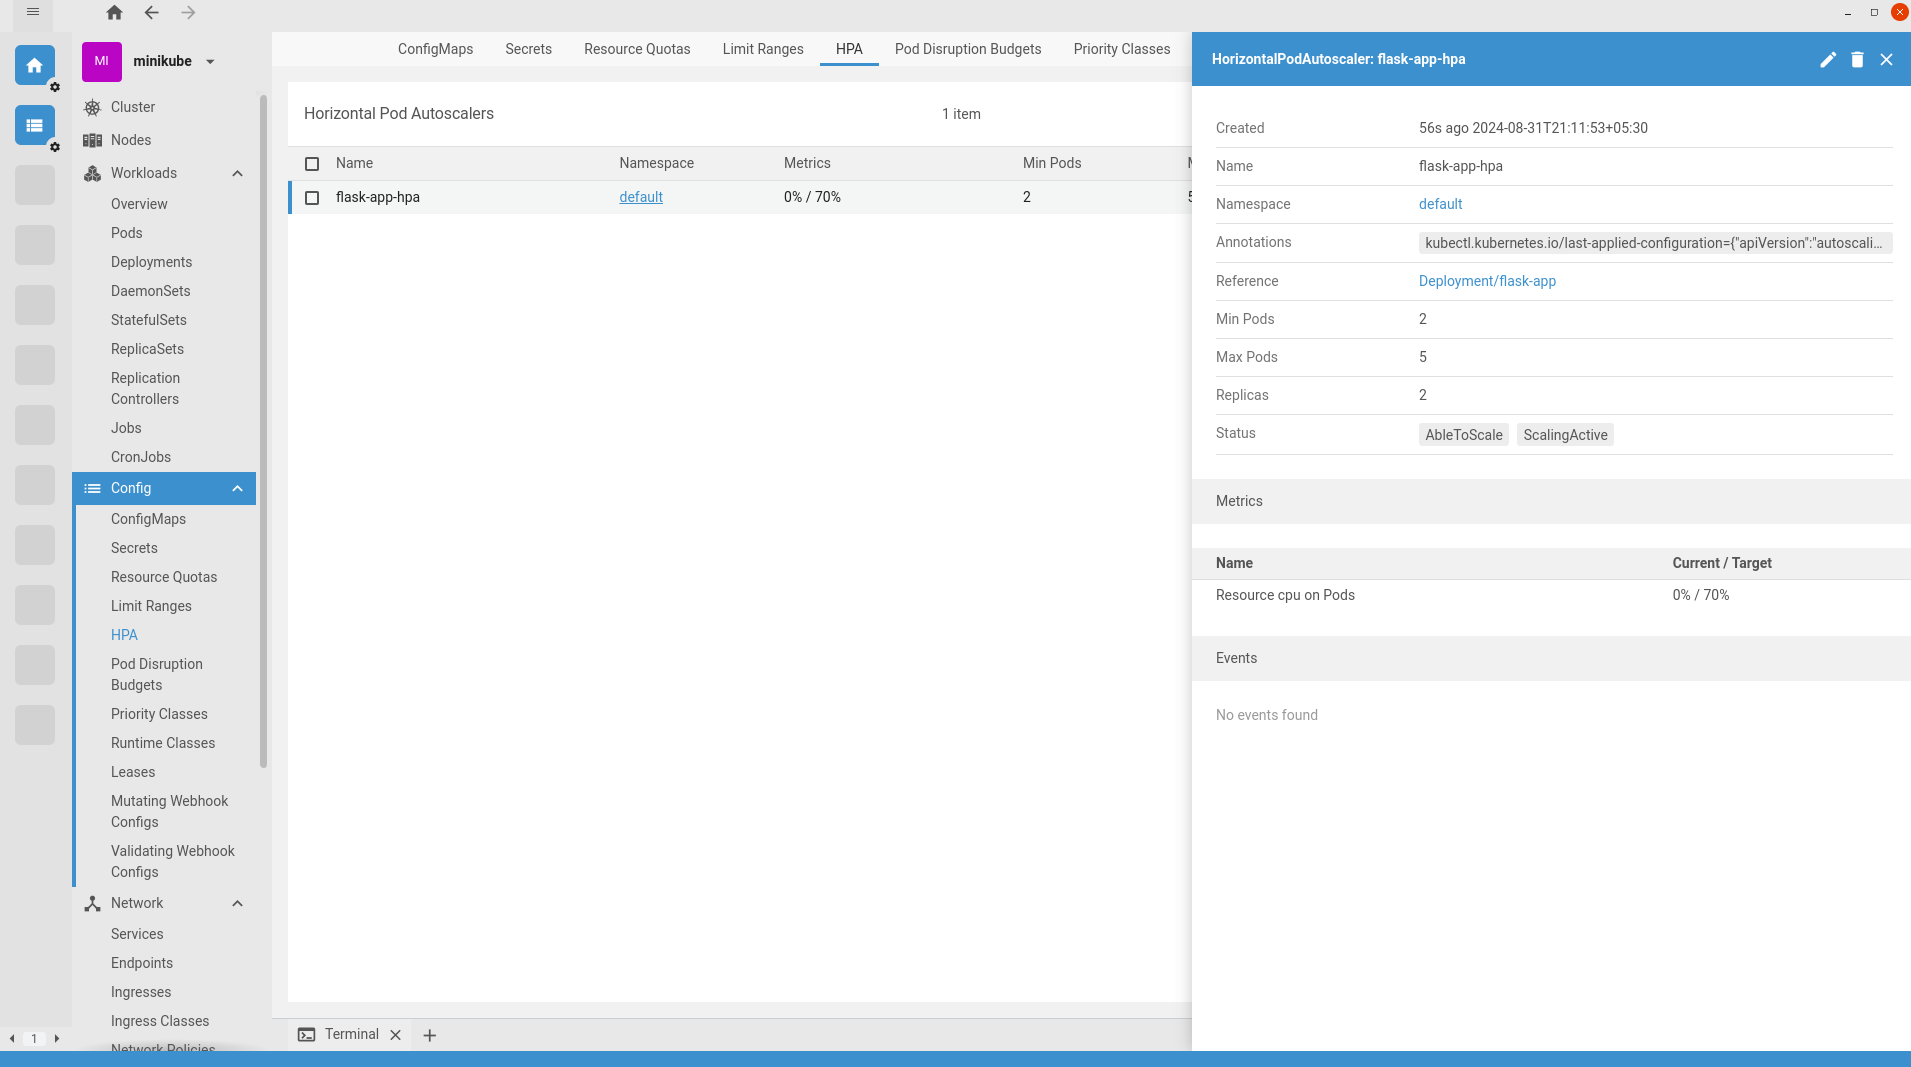 MI
minikube
Cluster
Nodes
Workloads
Overview
Pods
Deployments
DaemonSets
StatefulSets
ReplicaSets
Replication
Controllers
Jobs
CronJobs
Config
ConfigMaps
Secrets
Resource Quotas
Limit Ranges
HPA
Pod Disruption
Budgets
Priority Classes
Runtime Classes
Leases
Mutating Webhook
Configs
Validating Webhook
Configs
Network
Services
Endpoints
Ingresses
Ingress Classes
Network Policies
1
ConfigMaps Secrets Resource Quotas Limit Ranges HPA Pod Disruption Budgets Priority Classes
Horizontal Pod Autoscalers 1 item
Name Namespace Metrics Min Pods
flask-app-hpa default 0% / 70% 2 5
Terminal
HorizontalPodAutoscaler: flask-app-hpa
Created 56s ago 2024-08-31T21:11:53+05:30
Name flask-app-hpa
Namespace default
Annotations kubectl.kubernetes.io/last-applied-configuration={"apiVersion":"autoscali...
Reference Deployment/flask-app
Min Pods 2
Max Pods 5
Replicas 2
Status AbleToScale ScalingActive
Metrics
Name Current / Target
Resource cpu on Pods 0% / 70%
Events
No events found